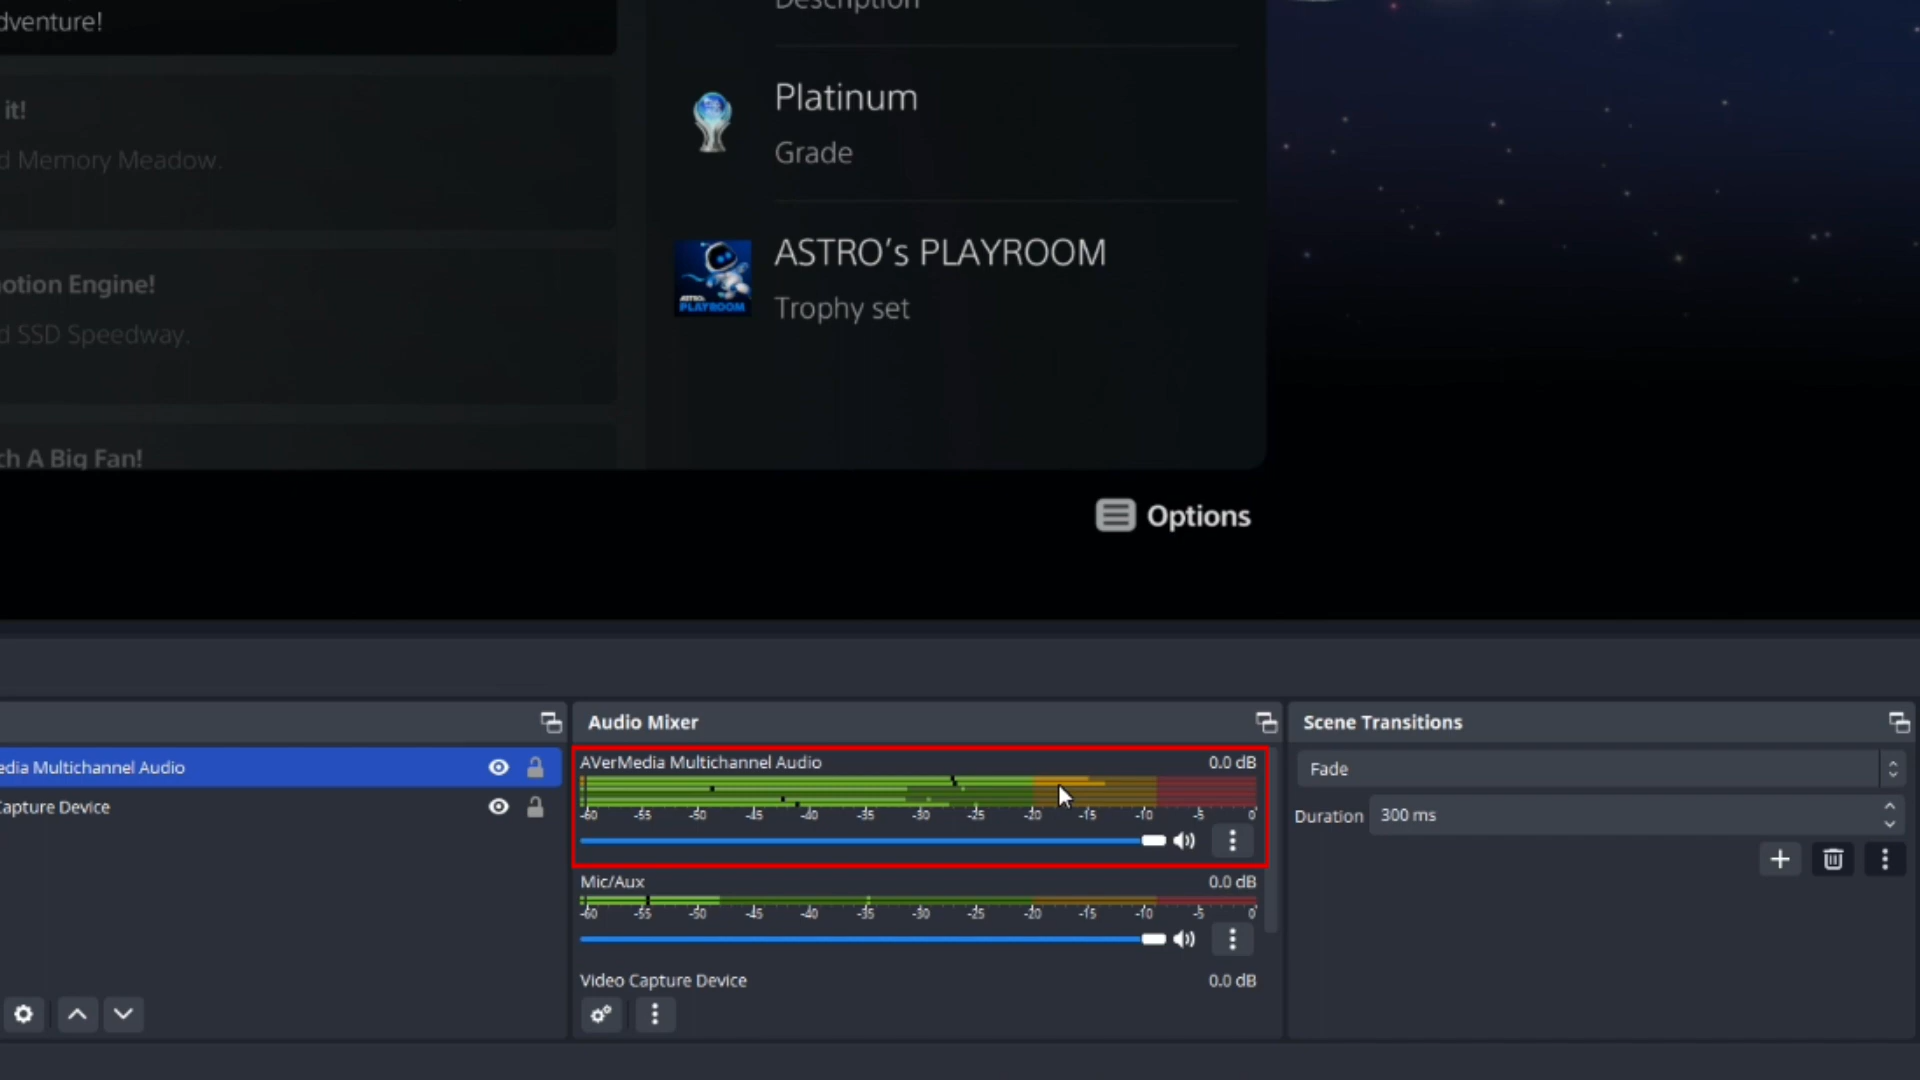 dventure!
Description
it!
d Memory Meadow.
Platinum
Grade
otion Engine!
d SSD Speedway.
ASTRO's PLAYROOM
Trophy set
ASTRO's
PLAYROOM
ch A Big Fan!
Options
Audio Mixer
Scene Transitions
edia Multichannel Audio
Capture Device
AVerMedia Multichannel Audio 0.0 dB
-60 -55 -50 -45 -40 -35 -30 -25 -20 -15 -10 -5 0
Mic/Aux 0.0 dB
-60 -55 -50 -45 -40 -35 -30 -25 -20 -15 -10 -5 0
Video Capture Device 0.0 dB
Fade
Duration 300 ms